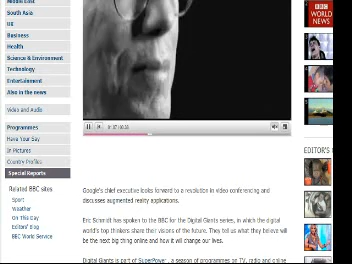 Middle East
South Asia
UK
Business
Health
Science & Environment
Technology
Entertainment
Also in the news
Video and Audio
Programmes
Have Your Say
In Pictures
Country Profiles
Special Reports
Related BBC sites
Sport
Weather
On This Day
Editors' Blog
BBC World Service
Google's chief executive looks forward to a revolution in video conferencing and
discusses augmented reality applications.
Eric Schmidt has spoken to the BBC for the Digital Giants series, in which the digital
world's top thinkers share their visions of the future. They tell us what they believe will
be the next big thing online and how it will change our lives.
Digital Giants is part of SuperPower, a season of programmes on TV, radio and online
BBC
WORLD
NEWS
EDITOR'S